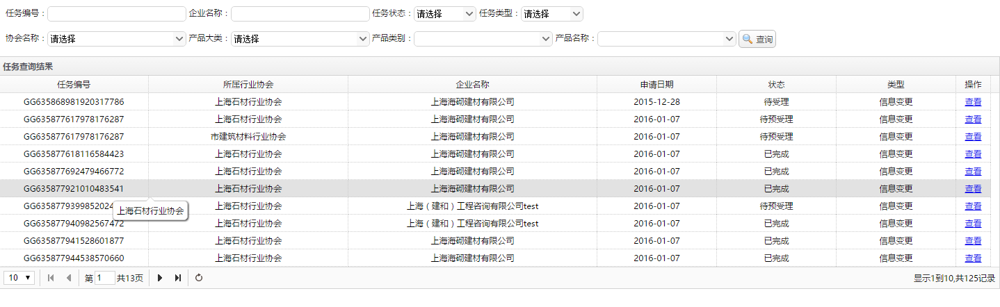 任务编号： 企业名称： 任务状态：请选择 任务类型：请选择
协会名称：请选择 产品大类：请选择 产品类别： 产品名称： 查询
任务查询结果
任务编号 所属行业协会 企业名称 申请日期 状态 类型 操作
GG635868981920317786 上海石材行业协会 上海海砌建材有限公司 2015-12-28 待受理 信息变更 查看
GG635877617978176287 上海石材行业协会 上海海砌建材有限公司 2016-01-07 待预受理 信息变更 查看
GG635877617978176287 市建筑材料行业协会 上海海砌建材有限公司 2016-01-07 待预受理 信息变更 查看
GG635877618116584423 上海石材行业协会 上海海砌建材有限公司 2016-01-07 已完成 信息变更 查看
GG635877692479466772 上海石材行业协会 上海海砌建材有限公司 2016-01-07 已完成 信息变更 查看
GG635877921010483541 上海石材行业协会 上海海砌建材有限公司 2016-01-07 已完成 信息变更 查看
GG6358779399852024 上海石材行业协会 上海（建和）工程咨询有限公司test 2016-01-07 待预受理 信息变更 查看
上海石材行业协会
GG635877940982567472 上海石材行业协会 上海（建和）工程咨询有限公司test 2016-01-07 已完成 信息变更 查看
GG635877941528601877 上海石材行业协会 上海海砌建材有限公司 2016-01-07 已完成 信息变更 查看
GG635877944538570660 上海石材行业协会 上海海砌建材有限公司 2016-01-07 已完成 信息变更 查看
10 第 1 共13页 显示1到10,共125记录